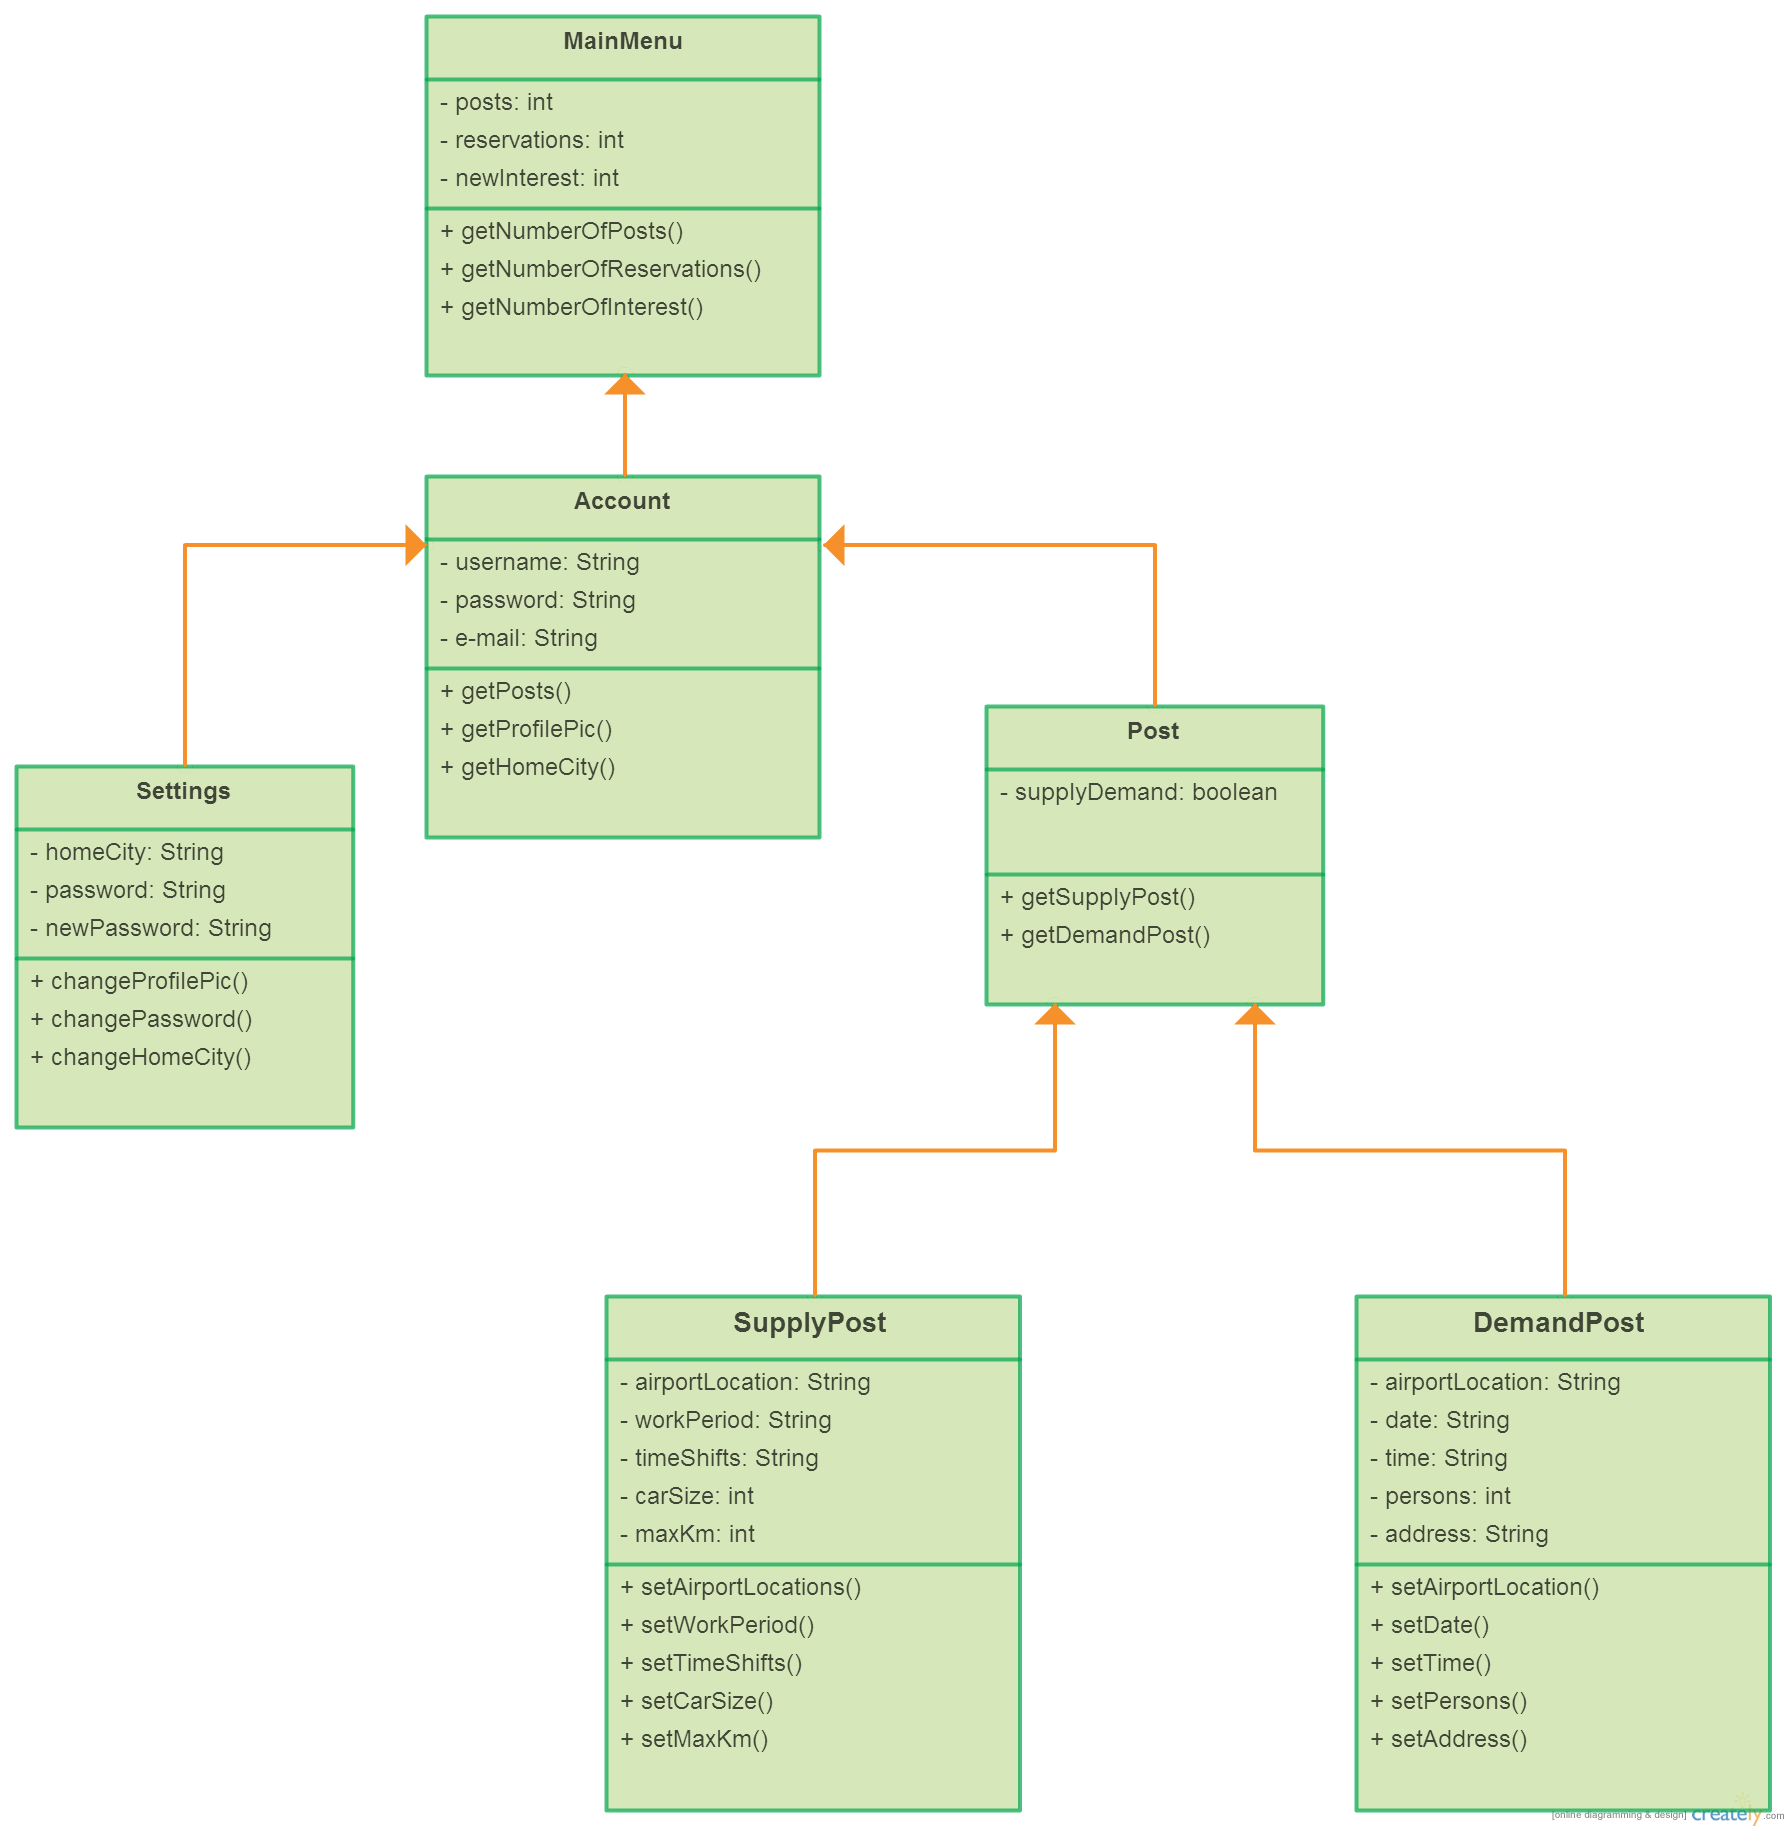 MainMenu
- posts: int
- reservations: int
- newInterest: int
+ getNumberOfPosts()
+ getNumberOfReservations()
+ getNumberOfInterest()
Account
- username: String
- password: String
- e-mail: String
+ getPosts()
+ getProfilePic()
+ getHomeCity()
Settings
- homeCity: String
- password: String
- newPassword: String
+ changeProfilePic()
+ changePassword()
+ changeHomeCity()
Post
- supplyDemand: boolean
+ getSupplyPost()
+ getDemandPost()
SupplyPost
- airportLocation: String
- workPeriod: String
- timeShifts: String
- carSize: int
- maxKm: int
+ setAirportLocations()
+ setWorkPeriod()
+ setTimeShifts()
+ setCarSize()
+ setMaxKm()
DemandPost
- airportLocation: String
- date: String
- time: String
- persons: int
- address: String
+ setAirportLocation()
+ setDate()
+ setTime()
+ setPersons()
+ setAddress()
[online diagramming & design] creately.com